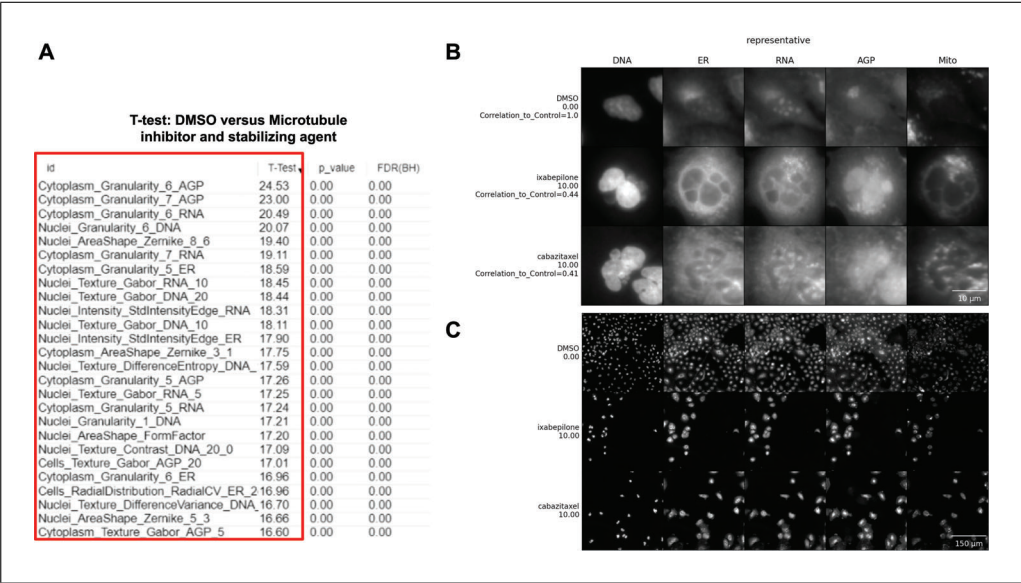 A
T-test: DMSO versus Microtubule
inhibitor and stabilizing agent
id T-Test p_value FDR(BH)
Cytoplasm_Granularity_6_AGP 24.53 0.00 0.00
Cytoplasm_Granularity_7_AGP 23.00 0.00 0.00
Cytoplasm_Granularity_6_RNA 20.49 0.00 0.00
Nuclei_Granularity_6_DNA 20.07 0.00 0.00
Nuclei_AreaShape_Zernike_8_6 19.40 0.00 0.00
Cytoplasm_Granularity_7_RNA 19.11 0.00 0.00
Cytoplasm_Granularity_5_ER 18.59 0.00 0.00
Nuclei_Texture_Gabor_RNA_10 18.45 0.00 0.00
Nuclei_Texture_Gabor_DNA_20 18.44 0.00 0.00
Nuclei_Intensity_StdIntensityEdge_RNA 18.31 0.00 0.00
Nuclei_Texture_Gabor_DNA_10 18.11 0.00 0.00
Nuclei_Intensity_StdIntensityEdge_ER 17.90 0.00 0.00
Cytoplasm_AreaShape_Zernike_3_1 17.75 0.00 0.00
Nuclei_Texture_DifferenceEntropy_DNA_ 17.59 0.00 0.00
Cytoplasm_Granularity_5_AGP 17.26 0.00 0.00
Nuclei_Texture_Gabor_RNA_5 17.25 0.00 0.00
Cytoplasm_Granularity_5_RNA 17.24 0.00 0.00
Nuclei_Granularity_1_DNA 17.21 0.00 0.00
Nuclei_AreaShape_FormFactor 17.20 0.00 0.00
Nuclei_Texture_Contrast_DNA_20_0 17.09 0.00 0.00
Cells_Texture_Gabor_AGP_20 17.01 0.00 0.00
Cytoplasm_Granularity_6_ER 16.96 0.00 0.00
Cells_RadialDistribution_RadialCV_ER_2 16.96 0.00 0.00
Nuclei_Texture_DifferenceVariance_DNA_ 16.70 0.00 0.00
Nuclei_AreaShape_Zernike_5_3 16.66 0.00 0.00
Cytoplasm_Texture_Gabor_AGP_5 16.60 0.00 0.00
B
representative
DNA ER RNA AGP Mito
DMSO
0.00
Correlation_to_Control=1.0
ixabepilone
10.00
Correlation_to_Control=0.44
cabazitaxel
10.00
Correlation_to_Control=0.41
10 µm
C
DMSO
0.00
ixabepilone
10.00
cabazitaxel
10.00
150 µm